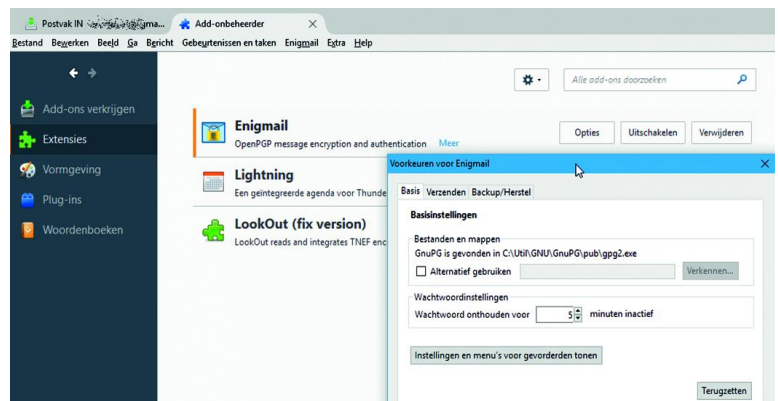 Postvak IN ma... Add-onbeheerder
Bestand Bewerken Beeld Ga Bericht Gebeurtenissen en taken Enigmail Extra Help
Alle add-ons doorzoeken
Add-ons verkrijgen
Extensies
Vormgeving
Plug-ins
Woordenboeken
Enigmail
OpenPGP message encryption and authentication Meer
Opties Uitschakelen Verwijderen
Lightning
Een geïntegreerde agenda voor Thunde
LookOut (fix version)
LookOut reads and integrates TNEF enc
Voorkeuren voor Enigmail
Basis Verzenden Backup/Herstel
Basisinstellingen
Bestanden en mappen
GnuPG is gevonden in C:\Util\GNU\GnuPG\pub\gpg2.exe
Alternatief gebruiken Verkennen...
Wachtwoordinstellingen
Wachtwoord onthouden voor 5 minuten inactief
Instellingen en menu's voor gevorderden tonen
Terugzetten